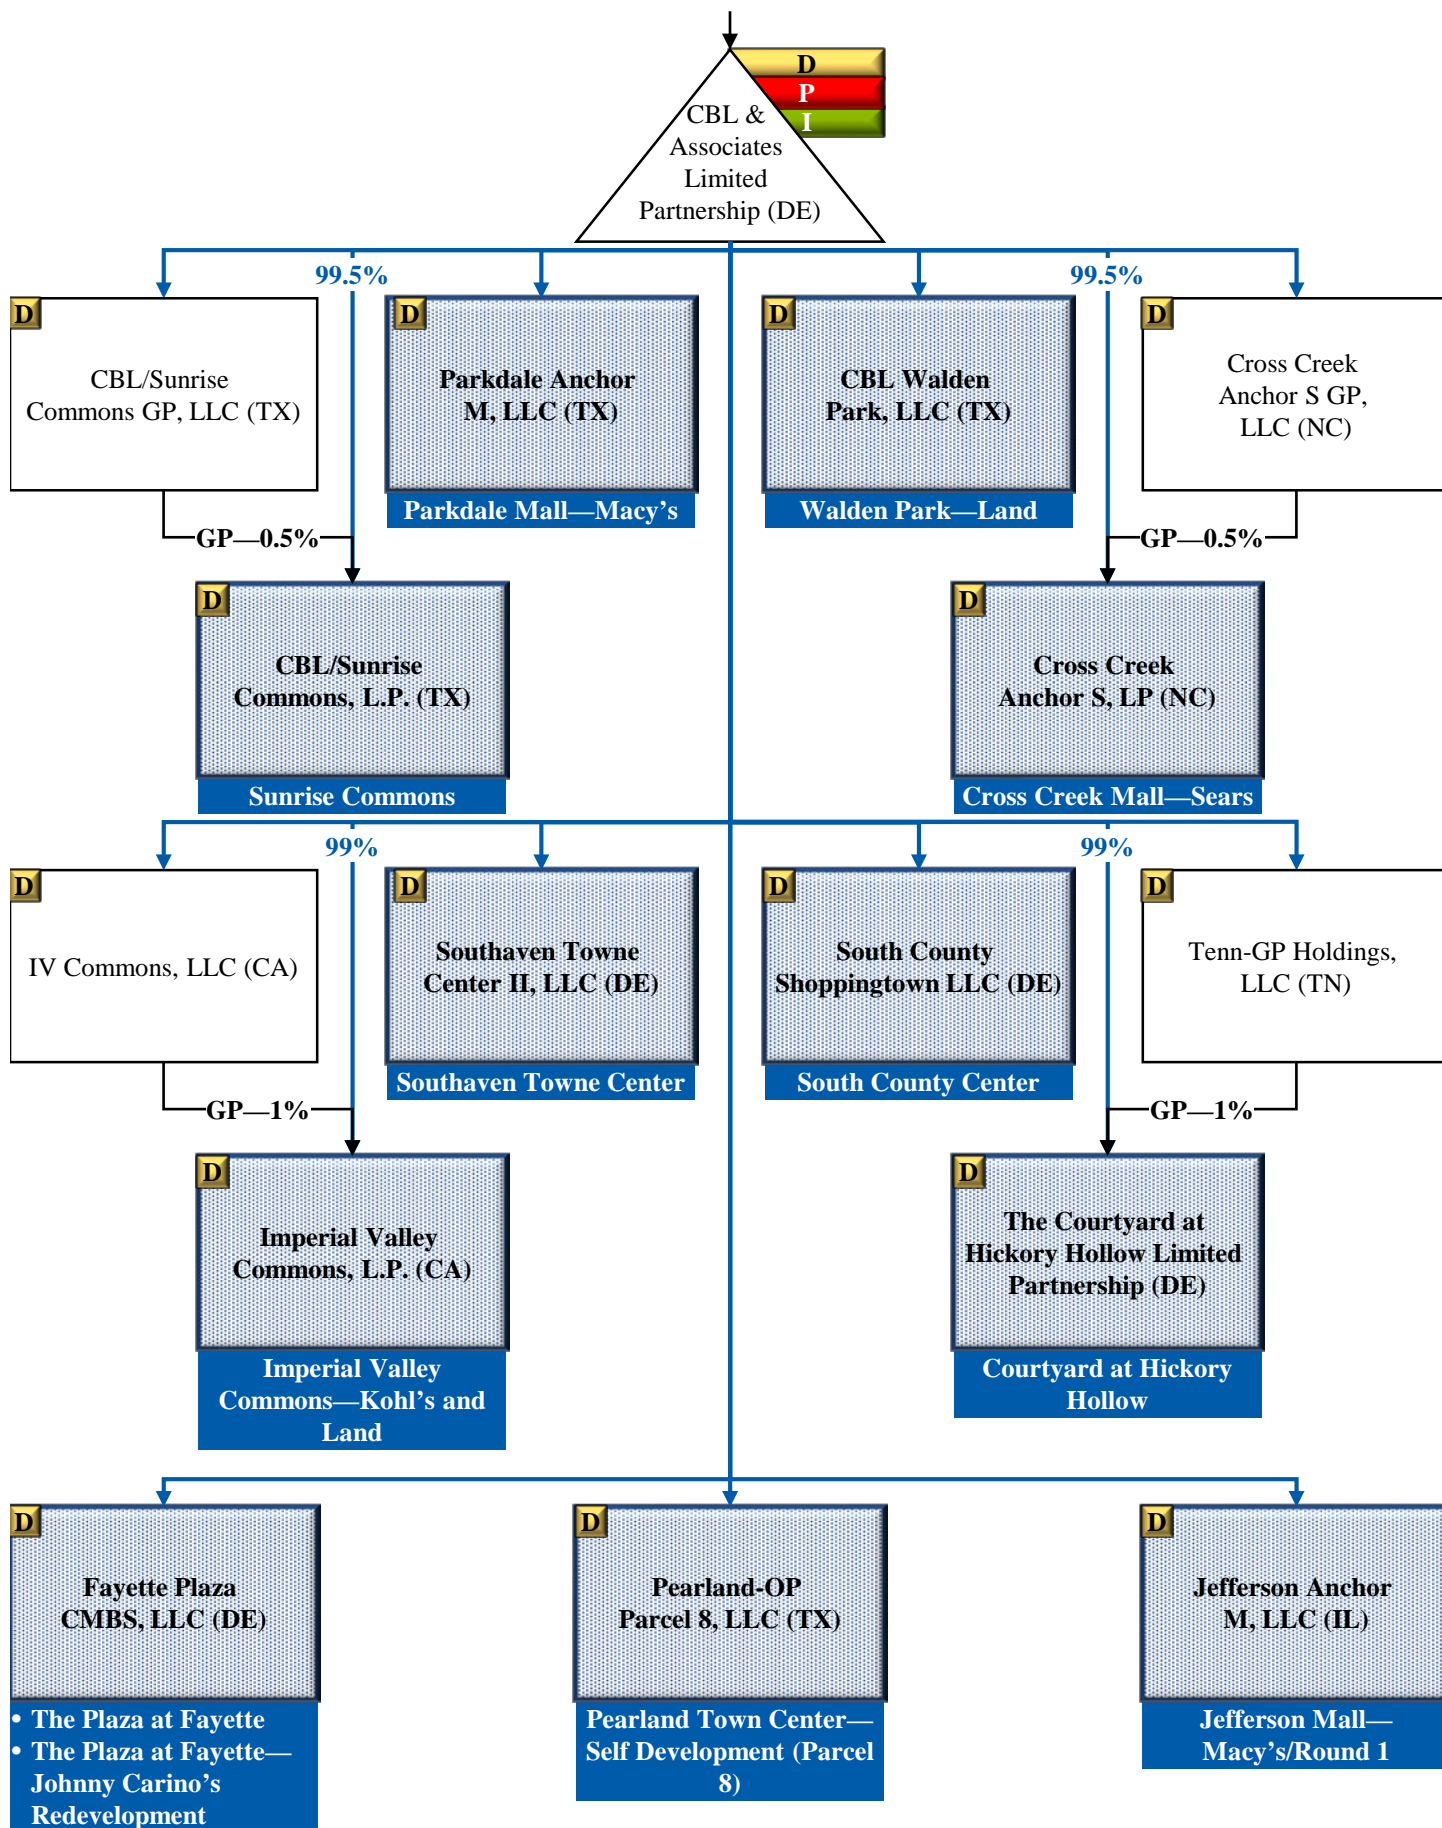 D
P
I
CBL &
Associates
Limited
Partnership (DE)
99.5%
99.5%
D
CBL/Sunrise
Commons GP, LLC (TX)
D
Parkdale Anchor
M, LLC (TX)
Parkdale Mall—Macy’s
D
CBL Walden
Park, LLC (TX)
Walden Park—Land
D
Cross Creek
Anchor S GP,
LLC (NC)
GP—0.5%
GP—0.5%
D
CBL/Sunrise
Commons, L.P. (TX)
Sunrise Commons
D
Cross Creek
Anchor S, LP (NC)
Cross Creek Mall—Sears
99%
99%
D
IV Commons, LLC (CA)
D
Southaven Towne
Center II, LLC (DE)
Southaven Towne Center
D
South County
Shoppingtown LLC (DE)
South County Center
D
Tenn-GP Holdings,
LLC (TN)
GP—1%
GP—1%
D
Imperial Valley
Commons, L.P. (CA)
Imperial Valley
Commons—Kohl’s and
Land
D
The Courtyard at
Hickory Hollow Limited
Partnership (DE)
Courtyard at Hickory
Hollow
D
Fayette Plaza
CMBS, LLC (DE)
• The Plaza at Fayette
• The Plaza at Fayette—
Johnny Carino’s
Redevelopment
D
Pearland-OP
Parcel 8, LLC (TX)
Pearland Town Center—
Self Development (Parcel
8)
D
Jefferson Anchor
M, LLC (IL)
Jefferson Mall—
Macy’s/Round 1